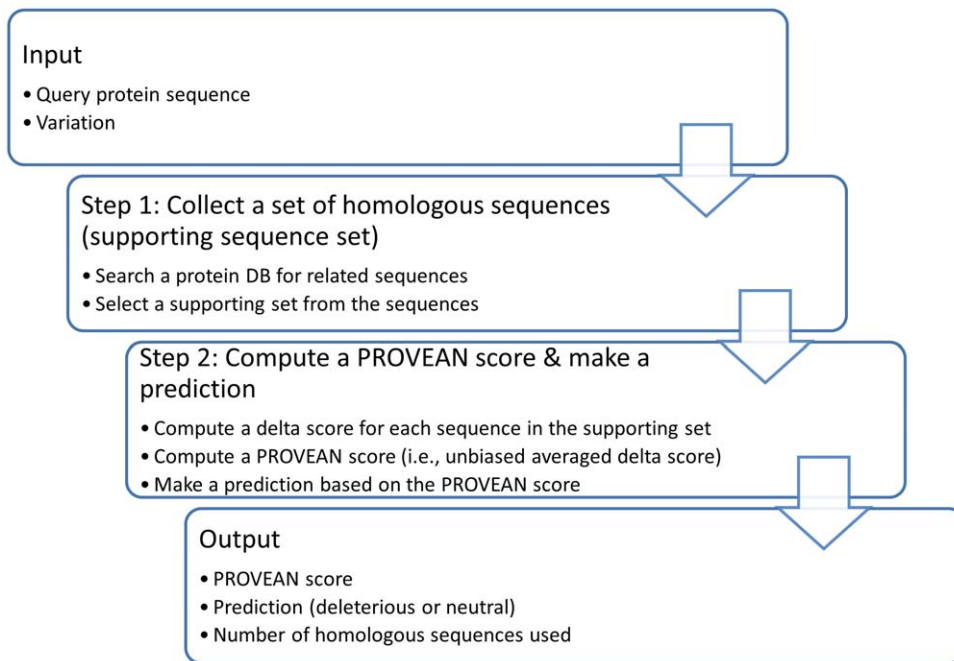 Input
• Query protein sequence
• Variation
Step 1: Collect a set of homologous sequences
(supporting sequence set)
• Search a protein DB for related sequences
• Select a supporting set from the sequences
Step 2: Compute a PROVEAN score & make a
prediction
• Compute a delta score for each sequence in the supporting set
• Compute a PROVEAN score (i.e., unbiased averaged delta score)
• Make a prediction based on the PROVEAN score
Output
• PROVEAN score
• Prediction (deleterious or neutral)
• Number of homologous sequences used